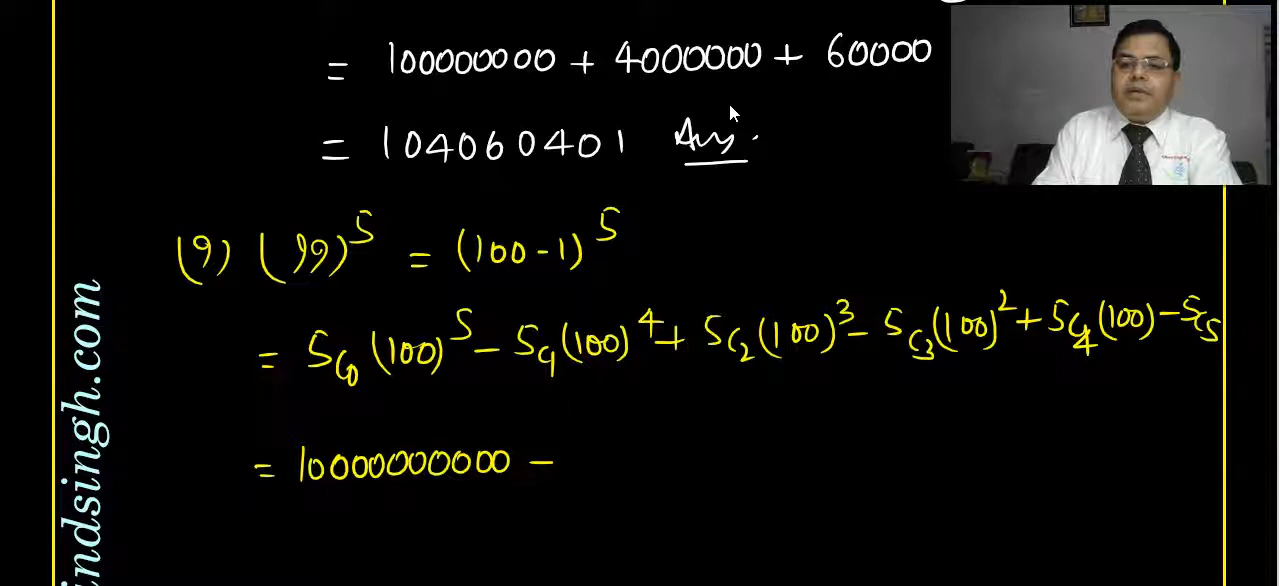 = 100000000 + 4000000 + 60000
= 104060401 Ans.
(9) (99)^5 = (100-1)^5
= 5C0 (100)^5 - 5C1 (100)^4 + 5C2 (100)^3 - 5C3 (100)^2 + 5C4 (100) - 5C5
= 10000000000 -
indsingh.com